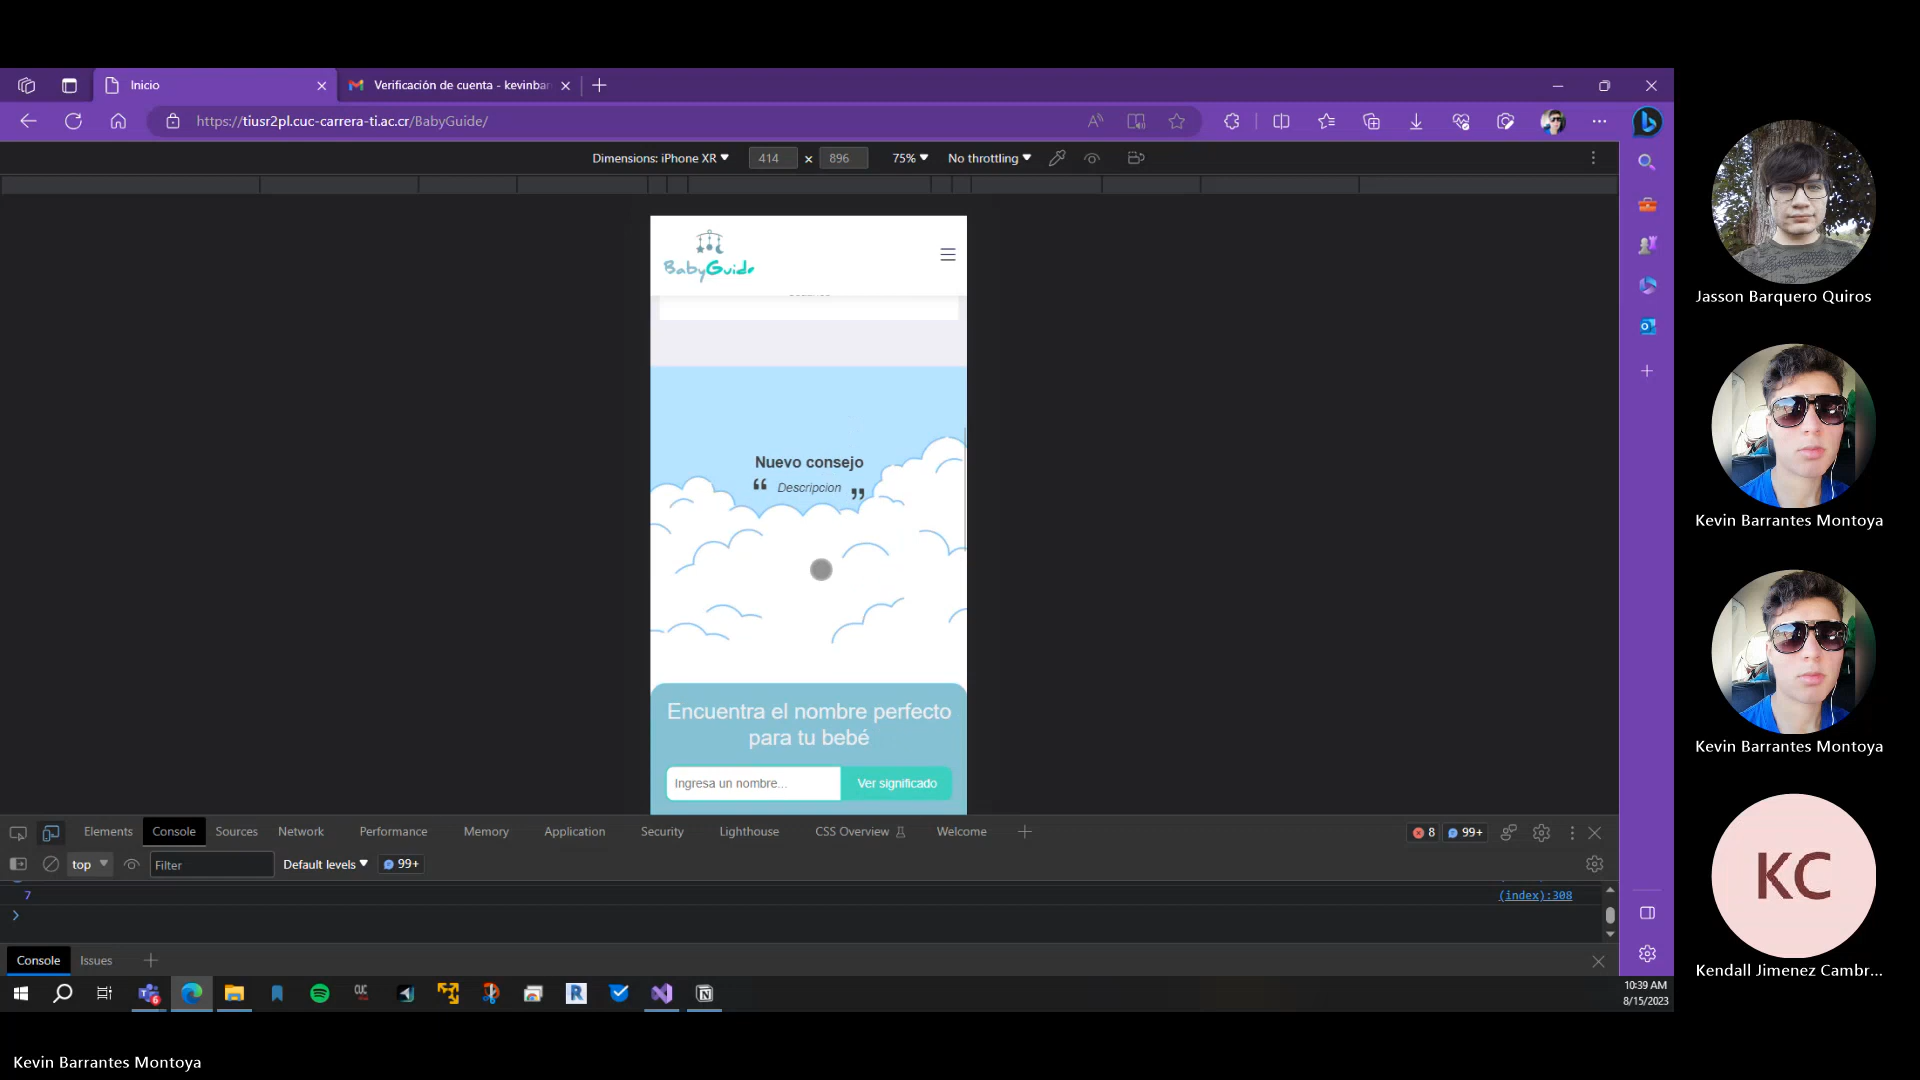 Inicio
Verificación de cuenta - kevinbar
https://tiusr2pl.cuc-carrera-ti.ac.cr/BabyGuide/
Dimensions: iPhone XR
414
×
896
75%
No throttling
BabyGuide
Nuevo consejo
“ Descripcion ”
Encuentra el nombre perfecto
para tu bebé
Ingresa un nombre...
Ver significado
Elements
Console
Sources
Network
Performance
Memory
Application
Security
Lighthouse
CSS Overview
Welcome
8
99+
top
Filter
Default levels
99+
7
(index):308
Console
Issues
CUC
10:39 AM
8/15/2023
Jasson Barquero Quiros
Kevin Barrantes Montoya
Kevin Barrantes Montoya
KC
Kendall Jimenez Cambr...
Kevin Barrantes Montoya